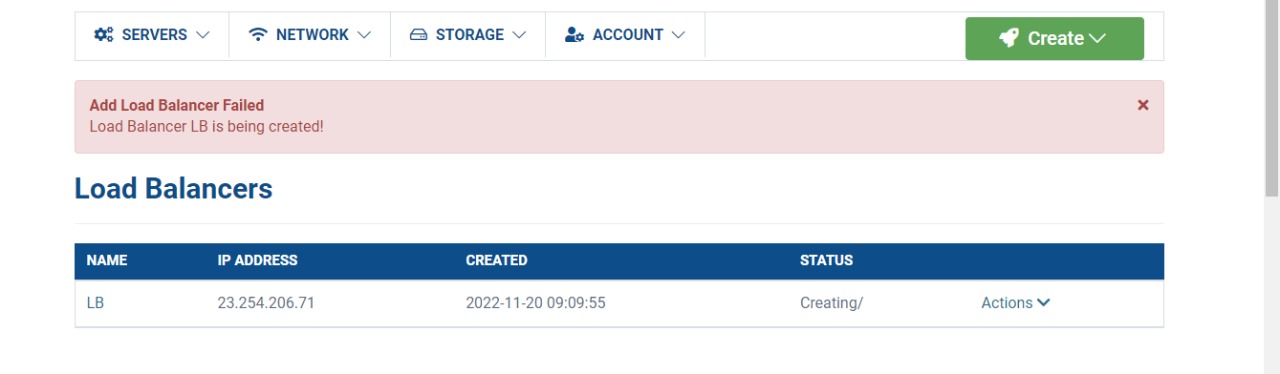 SERVERS NETWORK STORAGE ACCOUNT Create
Add Load Balancer Failed
Load Balancer LB is being created!
Load Balancers
NAME IP ADDRESS CREATED STATUS
LB 23.254.206.71 2022-11-20 09:09:55 Creating/ Actions